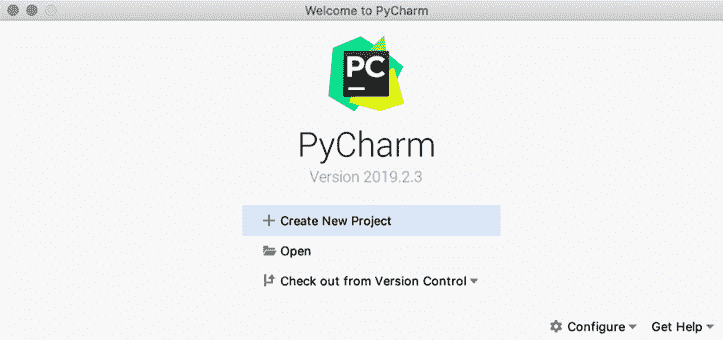 Welcome to PyCharm
PC
PyCharm
Version 2019.2.3
Create New Project
Open
Check out from Version Control
Configure Get Help